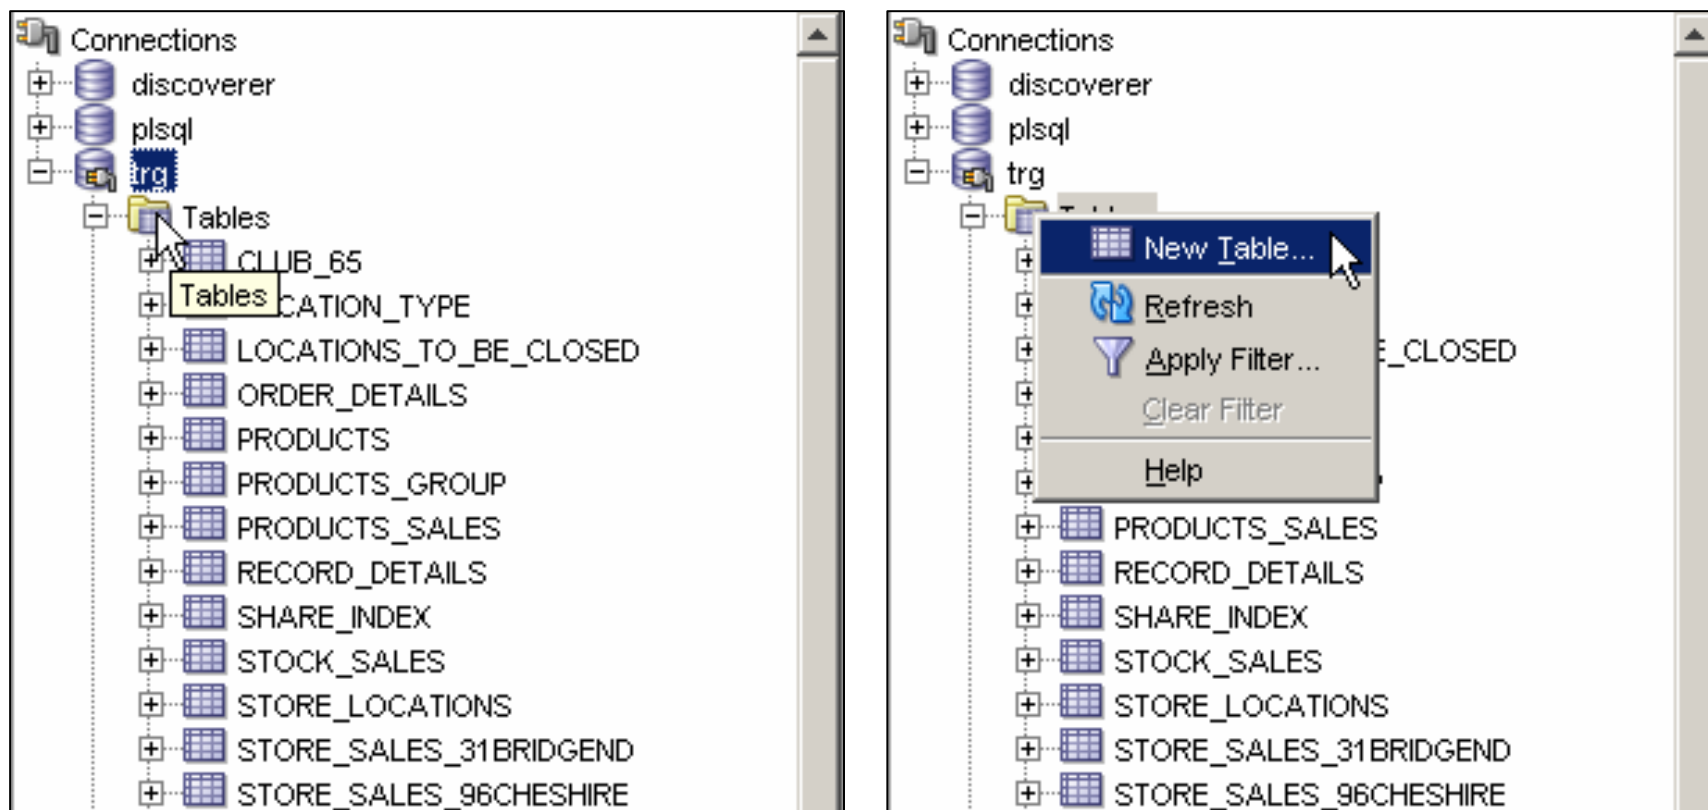 Connections
discoverer
plsql
trg
Tables
CLUB_65
Tables
CATION_TYPE
LOCATIONS_TO_BE_CLOSED
ORDER_DETAILS
PRODUCTS
PRODUCTS_GROUP
PRODUCTS_SALES
RECORD_DETAILS
SHARE_INDEX
STOCK_SALES
STORE_LOCATIONS
STORE_SALES_31BRIDGEND
STORE_SALES_96CHESHIRE
Connections
discoverer
plsql
trg
New Table...
Refresh
E_CLOSED
Apply Filter...
Clear Filter
Help
PRODUCTS_SALES
RECORD_DETAILS
SHARE_INDEX
STOCK_SALES
STORE_LOCATIONS
STORE_SALES_31BRIDGEND
STORE_SALES_96CHESHIRE